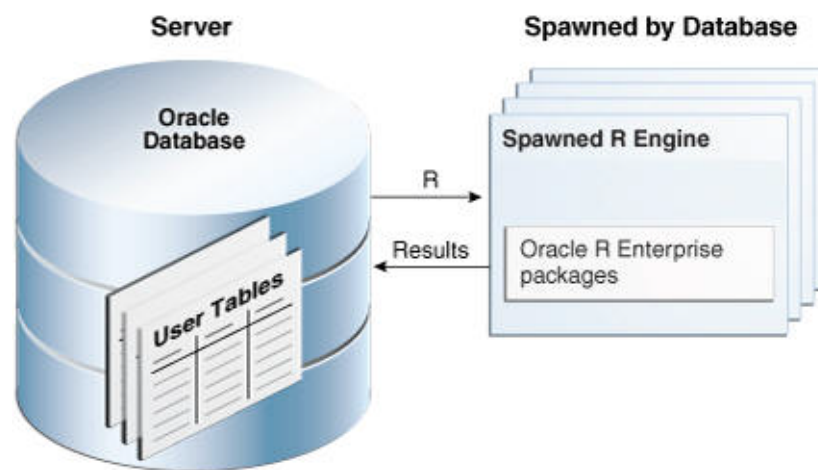 Server
Spawned by Database
Oracle
Database
Spawned R Engine
R
Results
Oracle R Enterprise
packages
User Tables